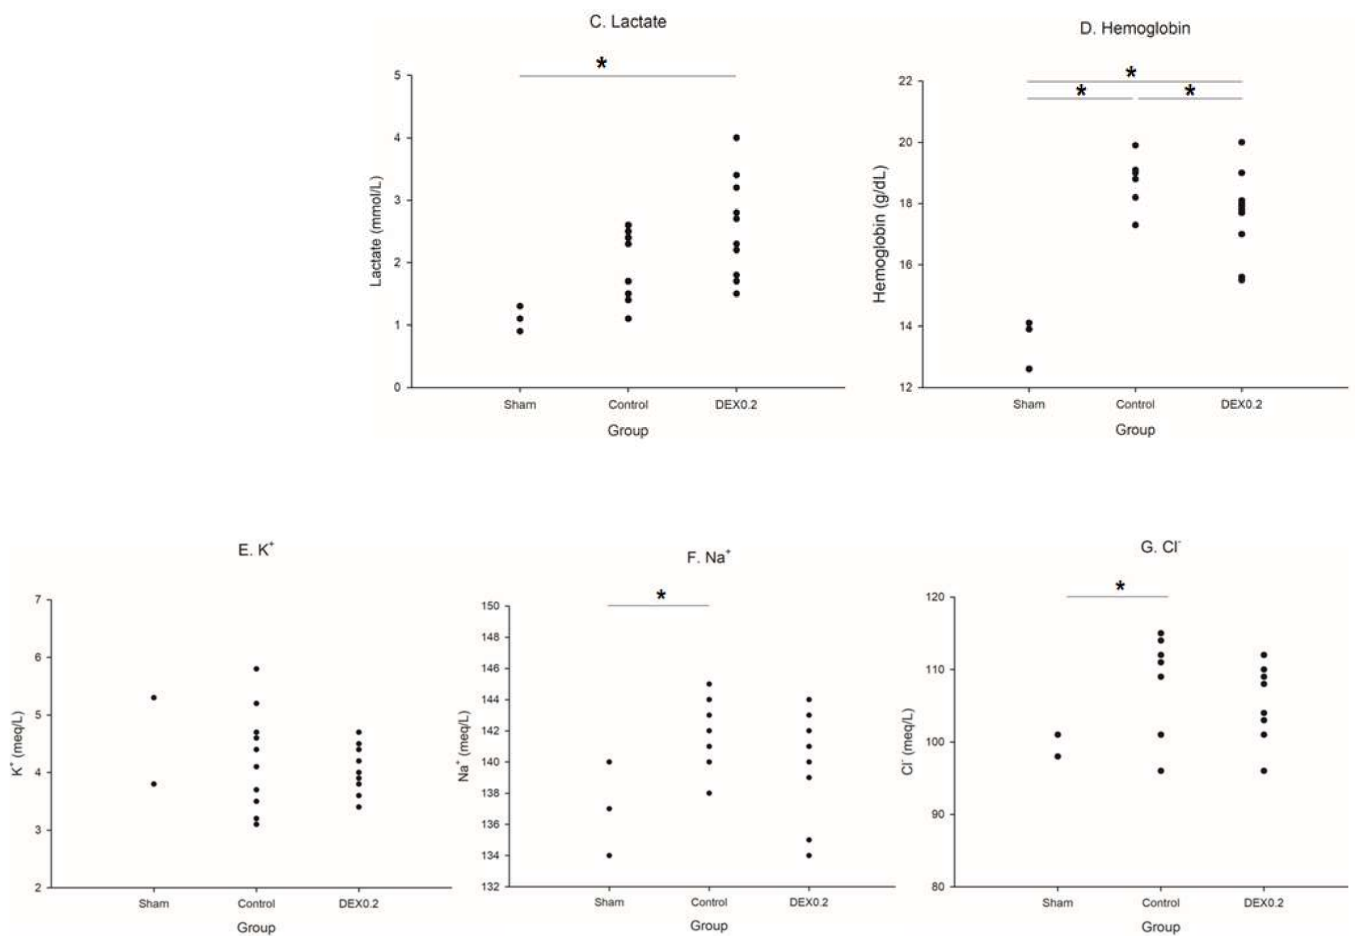 C. Lactate
*
5
4
3
2
1
0
Lactate (mmol/L)
Sham Control DEX0.2
Group
D. Hemoglobin
*
* *
22
20
18
16
14
12
Hemoglobin (g/dL)
Sham Control DEX0.2
Group
E. K⁺
7
6
5
4
3
2
K⁺ (meq/L)
Sham Control DEX0.2
Group
F. Na⁺
*
150
148
146
144
142
140
138
136
134
132
Na⁺ (meq/L)
Sham Control DEX0.2
Group
G. Cl⁻
*
120
110
100
90
80
Cl⁻ (meq/L)
Sham Control DEX0.2
Group